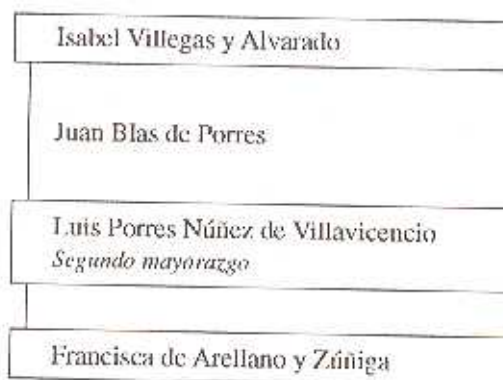 Isabel Villegas y Alvarado
Juan Blas de Porres
Luis Porres Núñez de Villavicencio
Segundo mayorazgo
Francisca de Arellano y Zúñiga